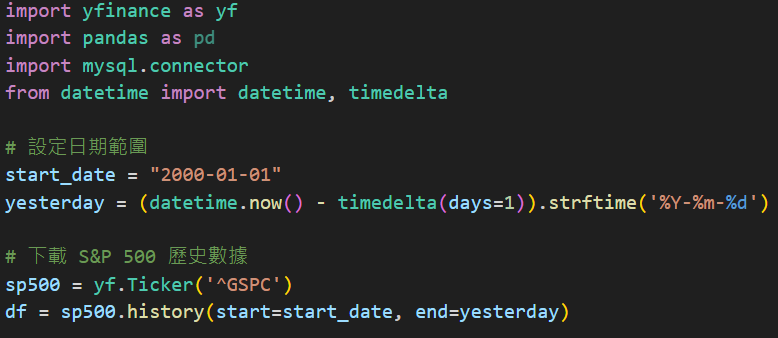 import yfinance as yf
import pandas as pd
import mysql.connector
from datetime import datetime, timedelta
# 設定日期範圍
start_date = "2000-01-01"
yesterday = (datetime.now() - timedelta(days=1)).strftime('%Y-%m-%d')
# 下載 S&P 500 歷史數據
sp500 = yf.Ticker('^GSPC')
df = sp500.history(start=start_date, end=yesterday)